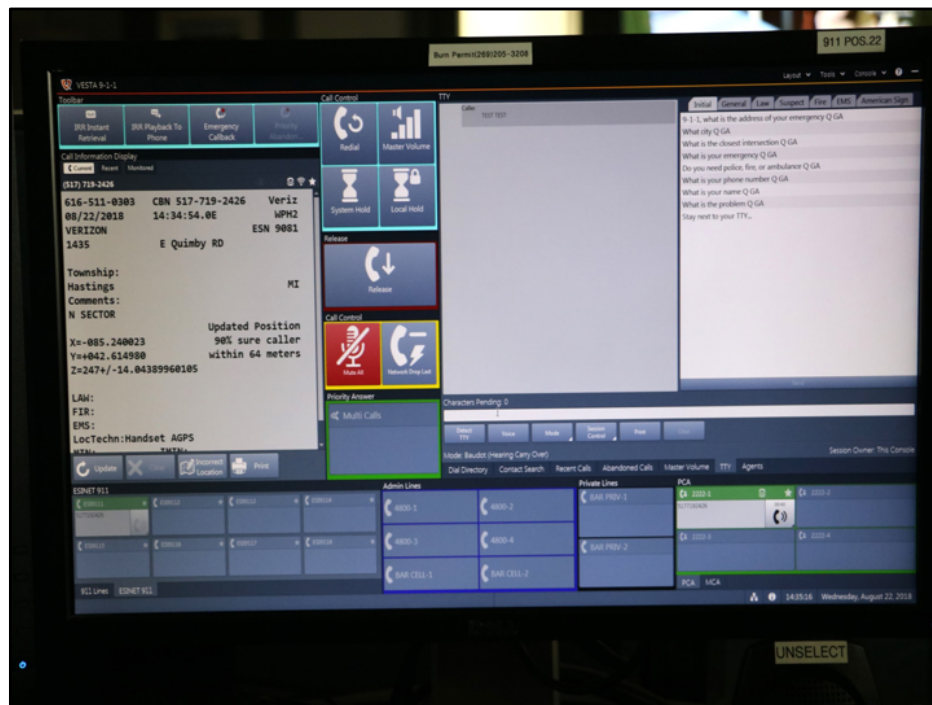 Burn Permit(269)205-3208
911 POS.22
VESTA 9-1-1
Layout Tools Console
Toolbar
IRR Instant Retrieval
IRR Playback To Phone
Emergency Callback
Priority Abandon...
Call Information Display
Current Recent Monitored
(517) 719-2426
616-511-0303 CBN 517-719-2426 Veriz
08/22/2018 14:34:54.0E WPH2
VERIZON ESN 9081
1435 E Quimby RD
Township:
Hastings MI
Comments:
N SECTOR
Updated Position
X=-085.240023 90% sure caller
Y=+042.614980 within 64 meters
Z=247+/-14.04389960105
LAW:
FIR:
EMS:
LocTechn:Handset AGPS
Update
Incorrect Location
Print
Call Control
Redial
Master Volume
System Hold
Local Hold
Release
Release
Call Control
Mute All
Network Drop Last
Priority Answer
Multi Calls
TTY
Caller
TEST TEST
Initial General Law Suspect Fire EMS American Sign
9-1-1, what is the address of your emergency Q GA
What city Q GA
What is the closest intersection Q GA
What is your emergency Q GA
Do you need police, fire, or ambulance Q GA
What is your phone number Q GA
What is your name Q GA
What is the problem Q GA
Stay next to your TTY...
Send
Characters Pending: 0
Detect TTY
Voice
Mode
Session Control
Print
Mode: Baudot (Hearing Carry Over)
Session Owner: This Console
Dial Directory Contact Search Recent Calls Abandoned Calls Master Volume TTY Agents
ESINET 911
911 Lines ESINET 911
Admin Lines
4800-1 4800-2
4800-3 4800-4
BAR CELL-1 BAR CELL-2
Private Lines
BAR PRIV-1
BAR PRIV-2
PCA
2222-1 2222-2
2222-3 2222-4
PCA MCA
14:35:16 Wednesday, August 22, 2018
DELL
UNSELECT